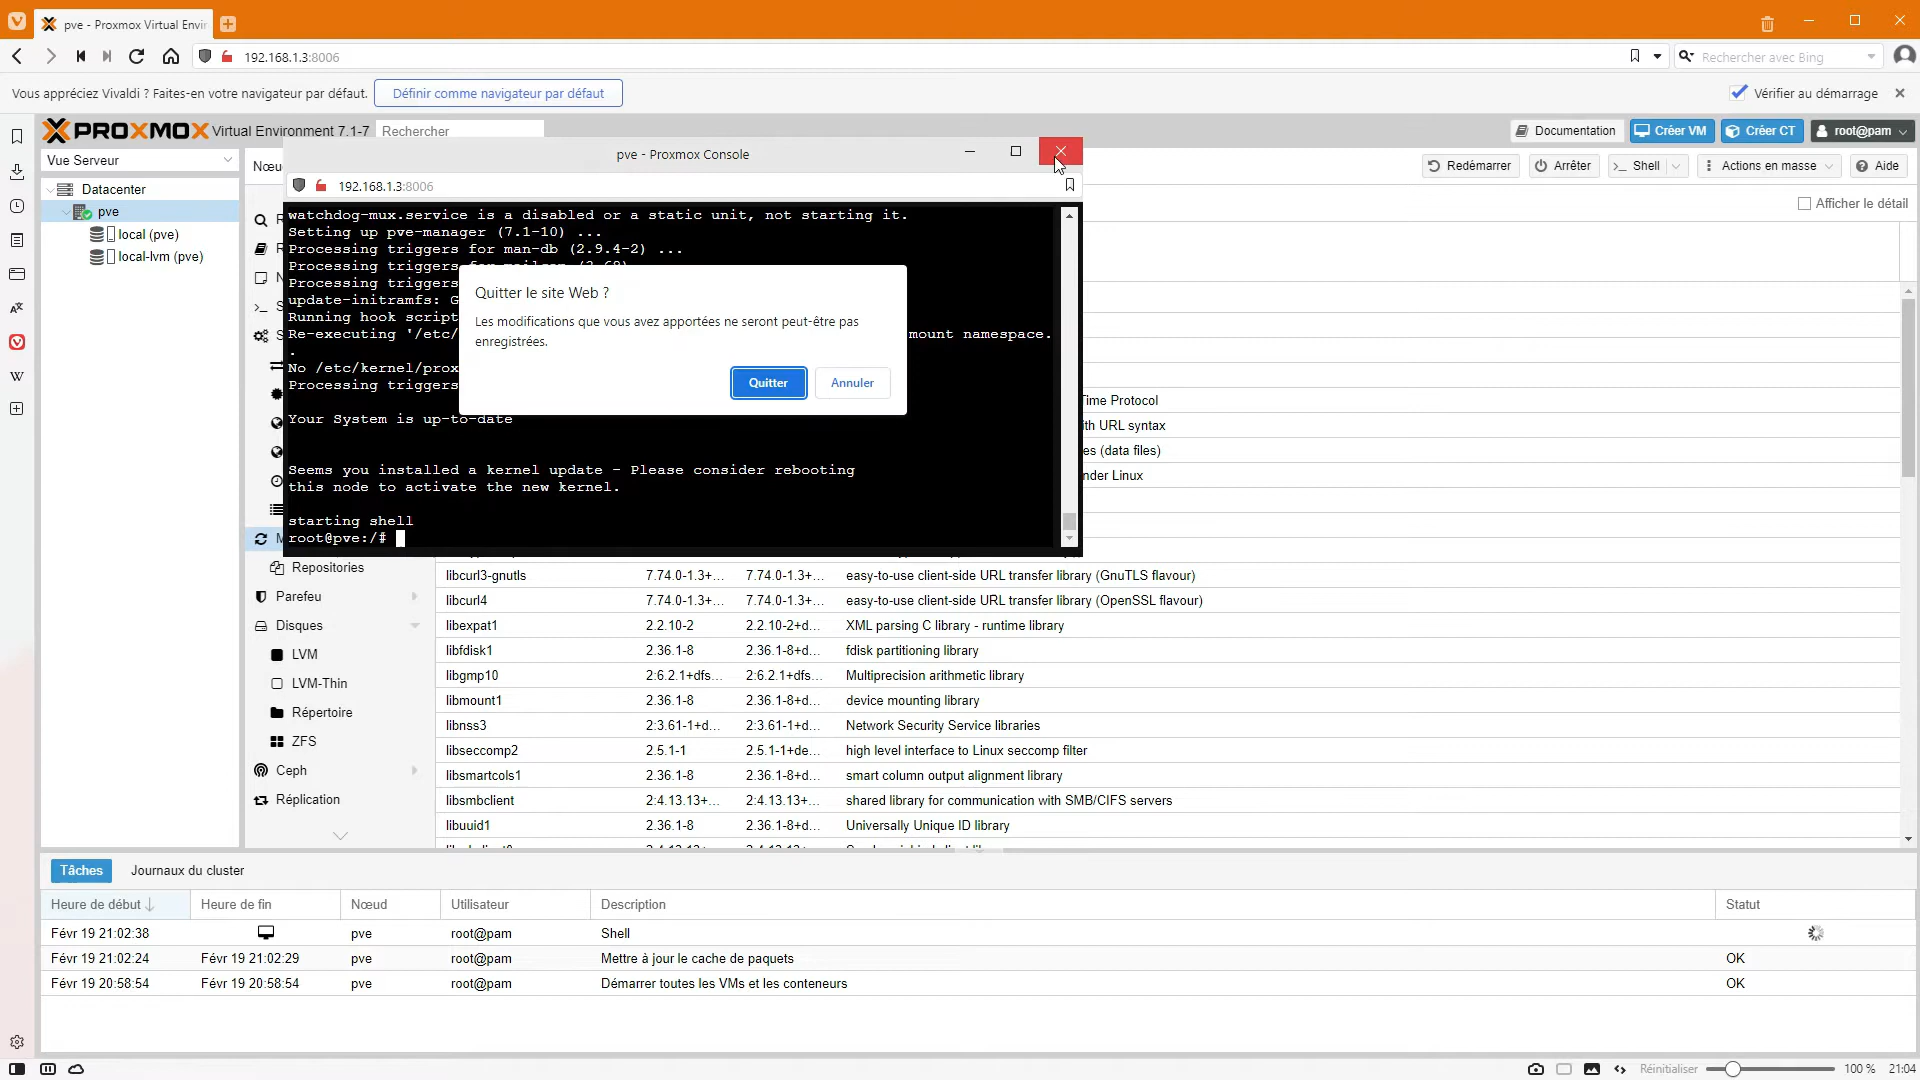 pve - Proxmox Virtual Envir
192.168.1.3:8006
Rechercher avec Bing
Vous appréciez Vivaldi ? Faites-en votre navigateur par défaut.
Définir comme navigateur par défaut
Vérifier au démarrage
PROXMOX Virtual Environment 7.1-7
Rechercher
Documentation
Créer VM
Créer CT
root@pam
Vue Serveur
Datacenter
pve
local (pve)
local-lvm (pve)
Redémarrer
Arrêter
Shell
Actions en masse
Aide
Afficher le détail
pve - Proxmox Console
192.168.1.3:8006
watchdog-mux.service is a disabled or a static unit, not starting it.
Setting up pve-manager (7.1-10) ...
Processing triggers for man-db (2.9.4-2) ...
Processing triggers
Processing triggers
update-initramfs: G
Running hook script
Re-executing '/etc/ mount namespace.
.
No /etc/kernel/prox
Processing triggers
Your System is up-to-date
Seems you installed a kernel update - Please consider rebooting
this node to activate the new kernel.
starting shell
root@pve:/#
Quitter le site Web ?
Les modifications que vous avez apportées ne seront peut-être pas
enregistrées.
Quitter
Annuler
Time Protocol
ith URL syntax
es (data files)
nder Linux
Repositories
Parefeu
Disques
LVM
LVM-Thin
Répertoire
ZFS
Ceph
Réplication
libcurl3-gnutls 7.74.0-1.3+... 7.74.0-1.3+... easy-to-use client-side URL transfer library (GnuTLS flavour)
libcurl4 7.74.0-1.3+... 7.74.0-1.3+... easy-to-use client-side URL transfer library (OpenSSL flavour)
libexpat1 2.2.10-2 2.2.10-2+d... XML parsing C library - runtime library
libfdisk1 2.36.1-8 2.36.1-8+d... fdisk partitioning library
libgmp10 2:6.2.1+dfs... 2:6.2.1+dfs... Multiprecision arithmetic library
libmount1 2.36.1-8 2.36.1-8+d... device mounting library
libnss3 2:3.61-1+d... 2:3.61-1+d... Network Security Service libraries
libseccomp2 2.5.1-1 2.5.1-1+de... high level interface to Linux seccomp filter
libsmartcols1 2.36.1-8 2.36.1-8+d... smart column output alignment library
libsmbclient 2:4.13.13+... 2:4.13.13+... shared library for communication with SMB/CIFS servers
libuuid1 2.36.1-8 2.36.1-8+d... Universally Unique ID library
Tâches
Journaux du cluster
Heure de début Heure de fin Nœud Utilisateur Description Statut
Févr 19 21:02:38 pve root@pam Shell
Févr 19 21:02:24 Févr 19 21:02:29 pve root@pam Mettre à jour le cache de paquets OK
Févr 19 20:58:54 Févr 19 20:58:54 pve root@pam Démarrer toutes les VMs et les conteneurs OK
Réinitialiser
100 %
21:04